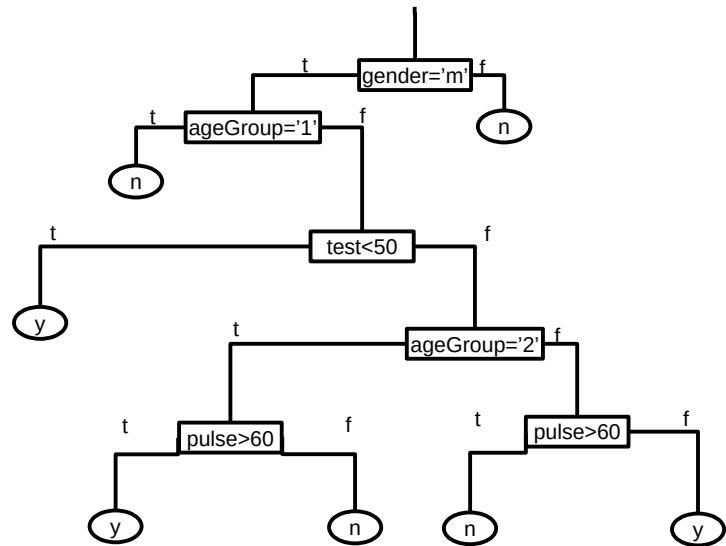 t
gender='m'
f
t
ageGroup='1'
f
n
n
t
test<50
f
y
t
ageGroup='2'
f
t
pulse>60
f
t
pulse>60
f
y
n
n
y